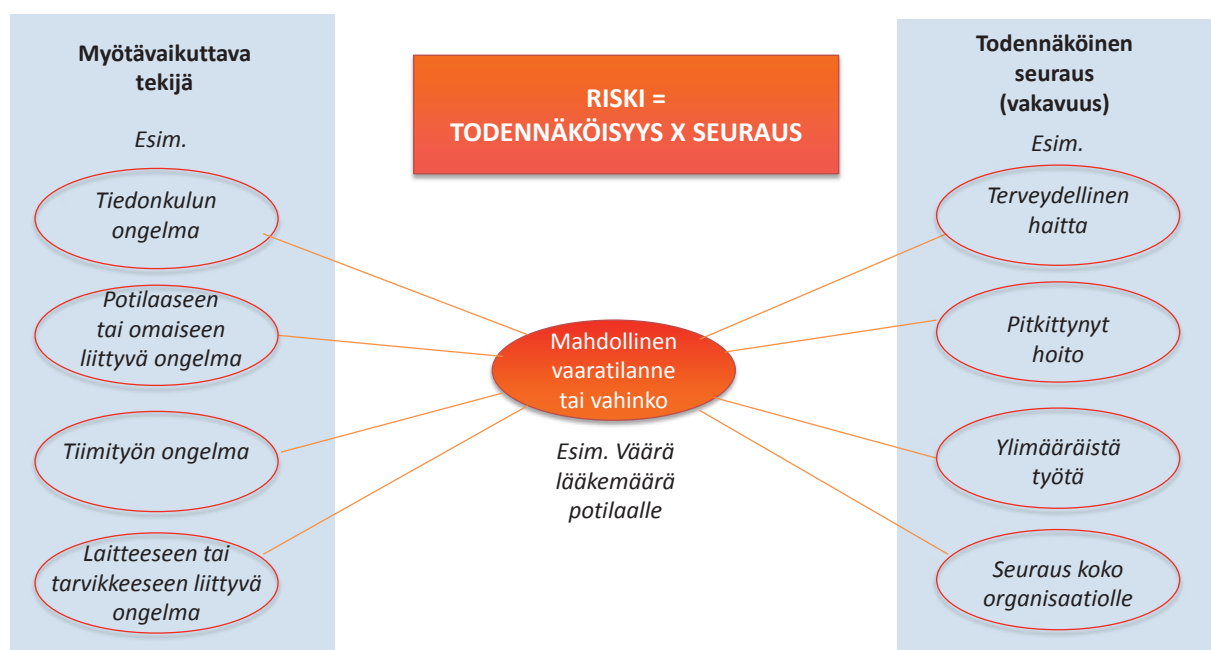 Myötävaikuttava
tekijä
Esim.
Tiedonkulun
ongelma
Potilaaseen
tai omaiseen
liittyvä ongelma
Tiimityön ongelma
Laitteeseen tai
tarvikkeeseen liittyvä
ongelma
RISKI =
TODENNÄKÖISYYS X SEURAUS
Mahdollinen
vaaratilanne
tai vahinko
Esim. Väärä
lääkemäärä
potilaalle
Todennäköinen
seuraus
(vakavuus)
Esim.
Terveydellinen
haitta
Pitkittynyt
hoito
Ylimääräistä
työtä
Seuraus koko
organisaatiolle